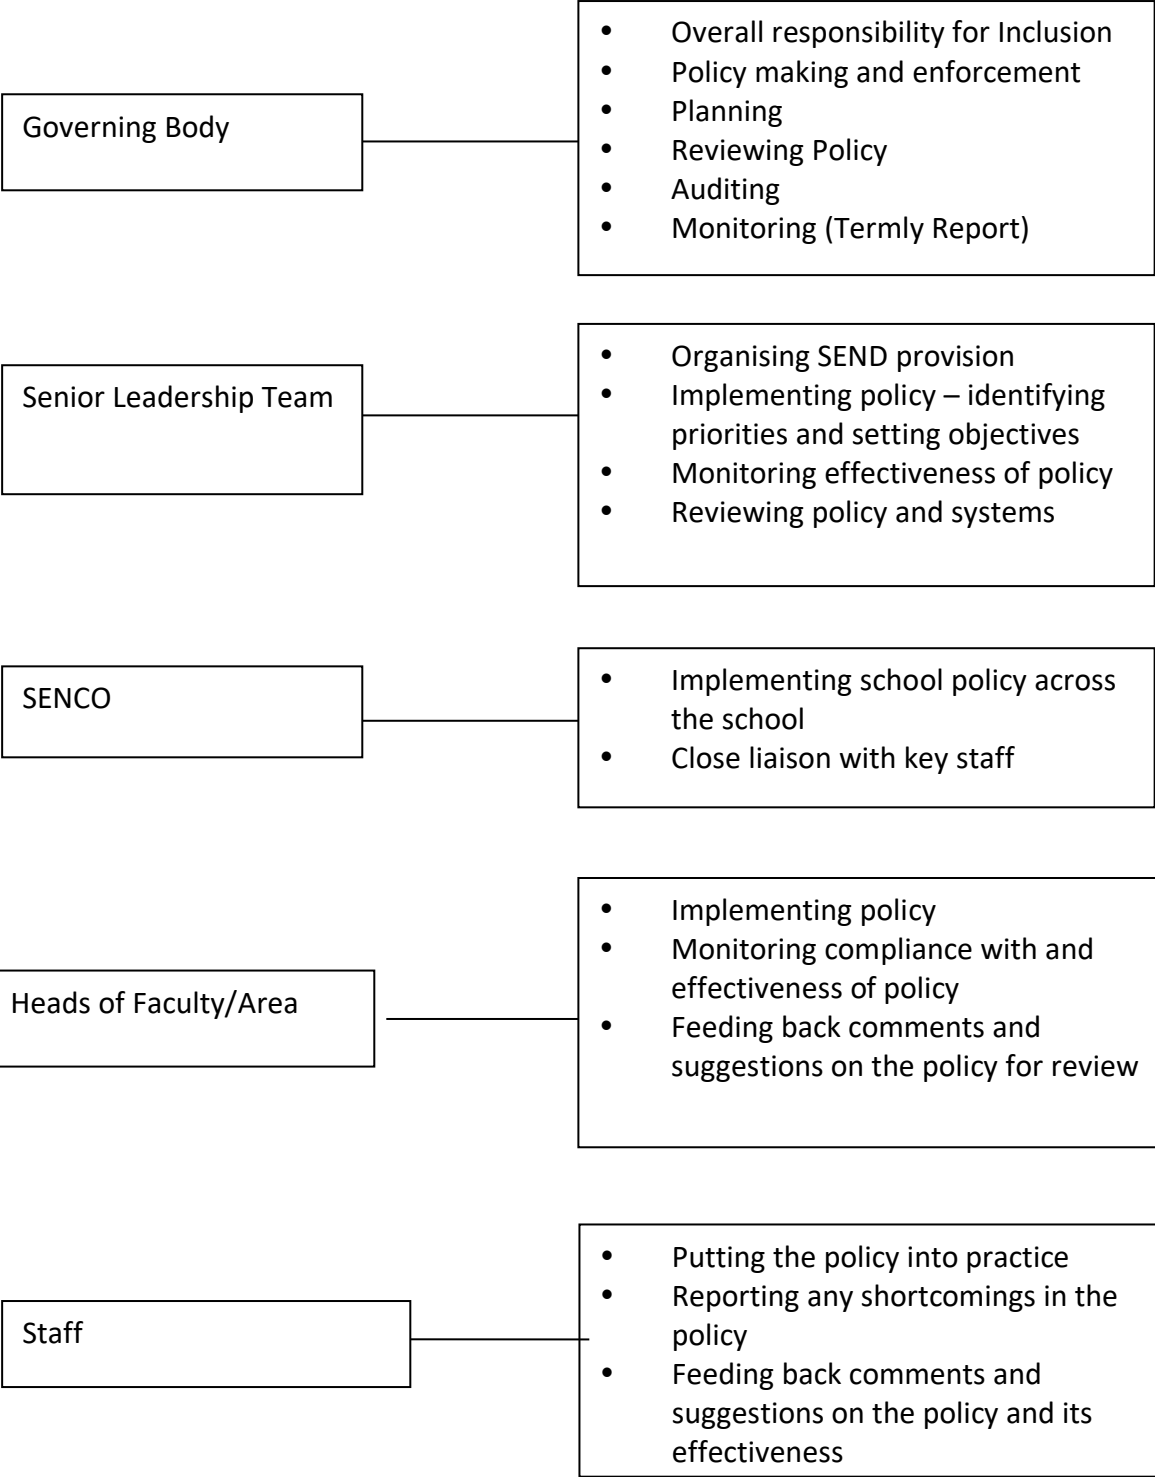 Governing Body
• Overall responsibility for Inclusion
• Policy making and enforcement
• Planning
• Reviewing Policy
• Auditing
• Monitoring (Termly Report)
Senior Leadership Team
• Organising SEND provision
• Implementing policy – identifying
priorities and setting objectives
• Monitoring effectiveness of policy
• Reviewing policy and systems
SENCO
• Implementing school policy across
the school
• Close liaison with key staff
Heads of Faculty/Area
• Implementing policy
• Monitoring compliance with and
effectiveness of policy
• Feeding back comments and
suggestions on the policy for review
Staff
• Putting the policy into practice
• Reporting any shortcomings in the
policy
• Feeding back comments and
suggestions on the policy and its
effectiveness